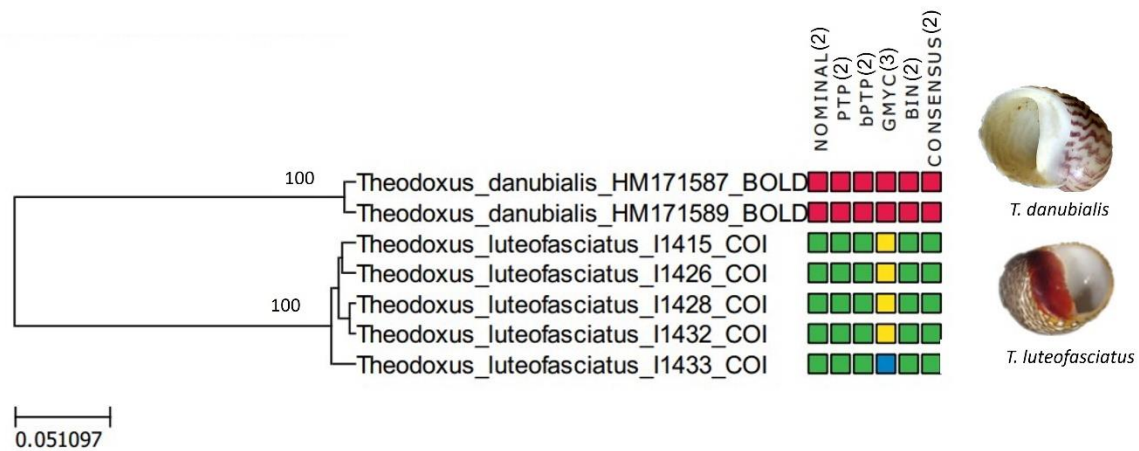 NOMINAL(2)
PTP(2)
bPTP(2)
GMYC(3)
BIN(2)
CONSENSUS(2)
100
Theodoxus_danubialis_HM171587_BOLD
Theodoxus_danubialis_HM171589_BOLD
Theodoxus_luteofasciatus_I1415_COI
Theodoxus_luteofasciatus_I1426_COI
100
Theodoxus_luteofasciatus_I1428_COI
Theodoxus_luteofasciatus_I1432_COI
Theodoxus_luteofasciatus_I1433_COI
T. danubialis
T. luteofasciatus
0.051097